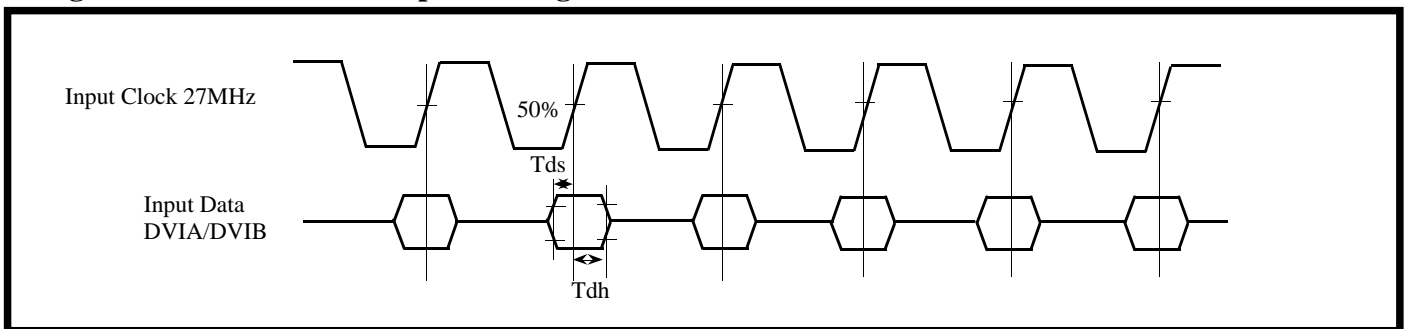 Input Clock 27MHz
50%
Tds
Input Data
DVIA/DVIB
Tdh